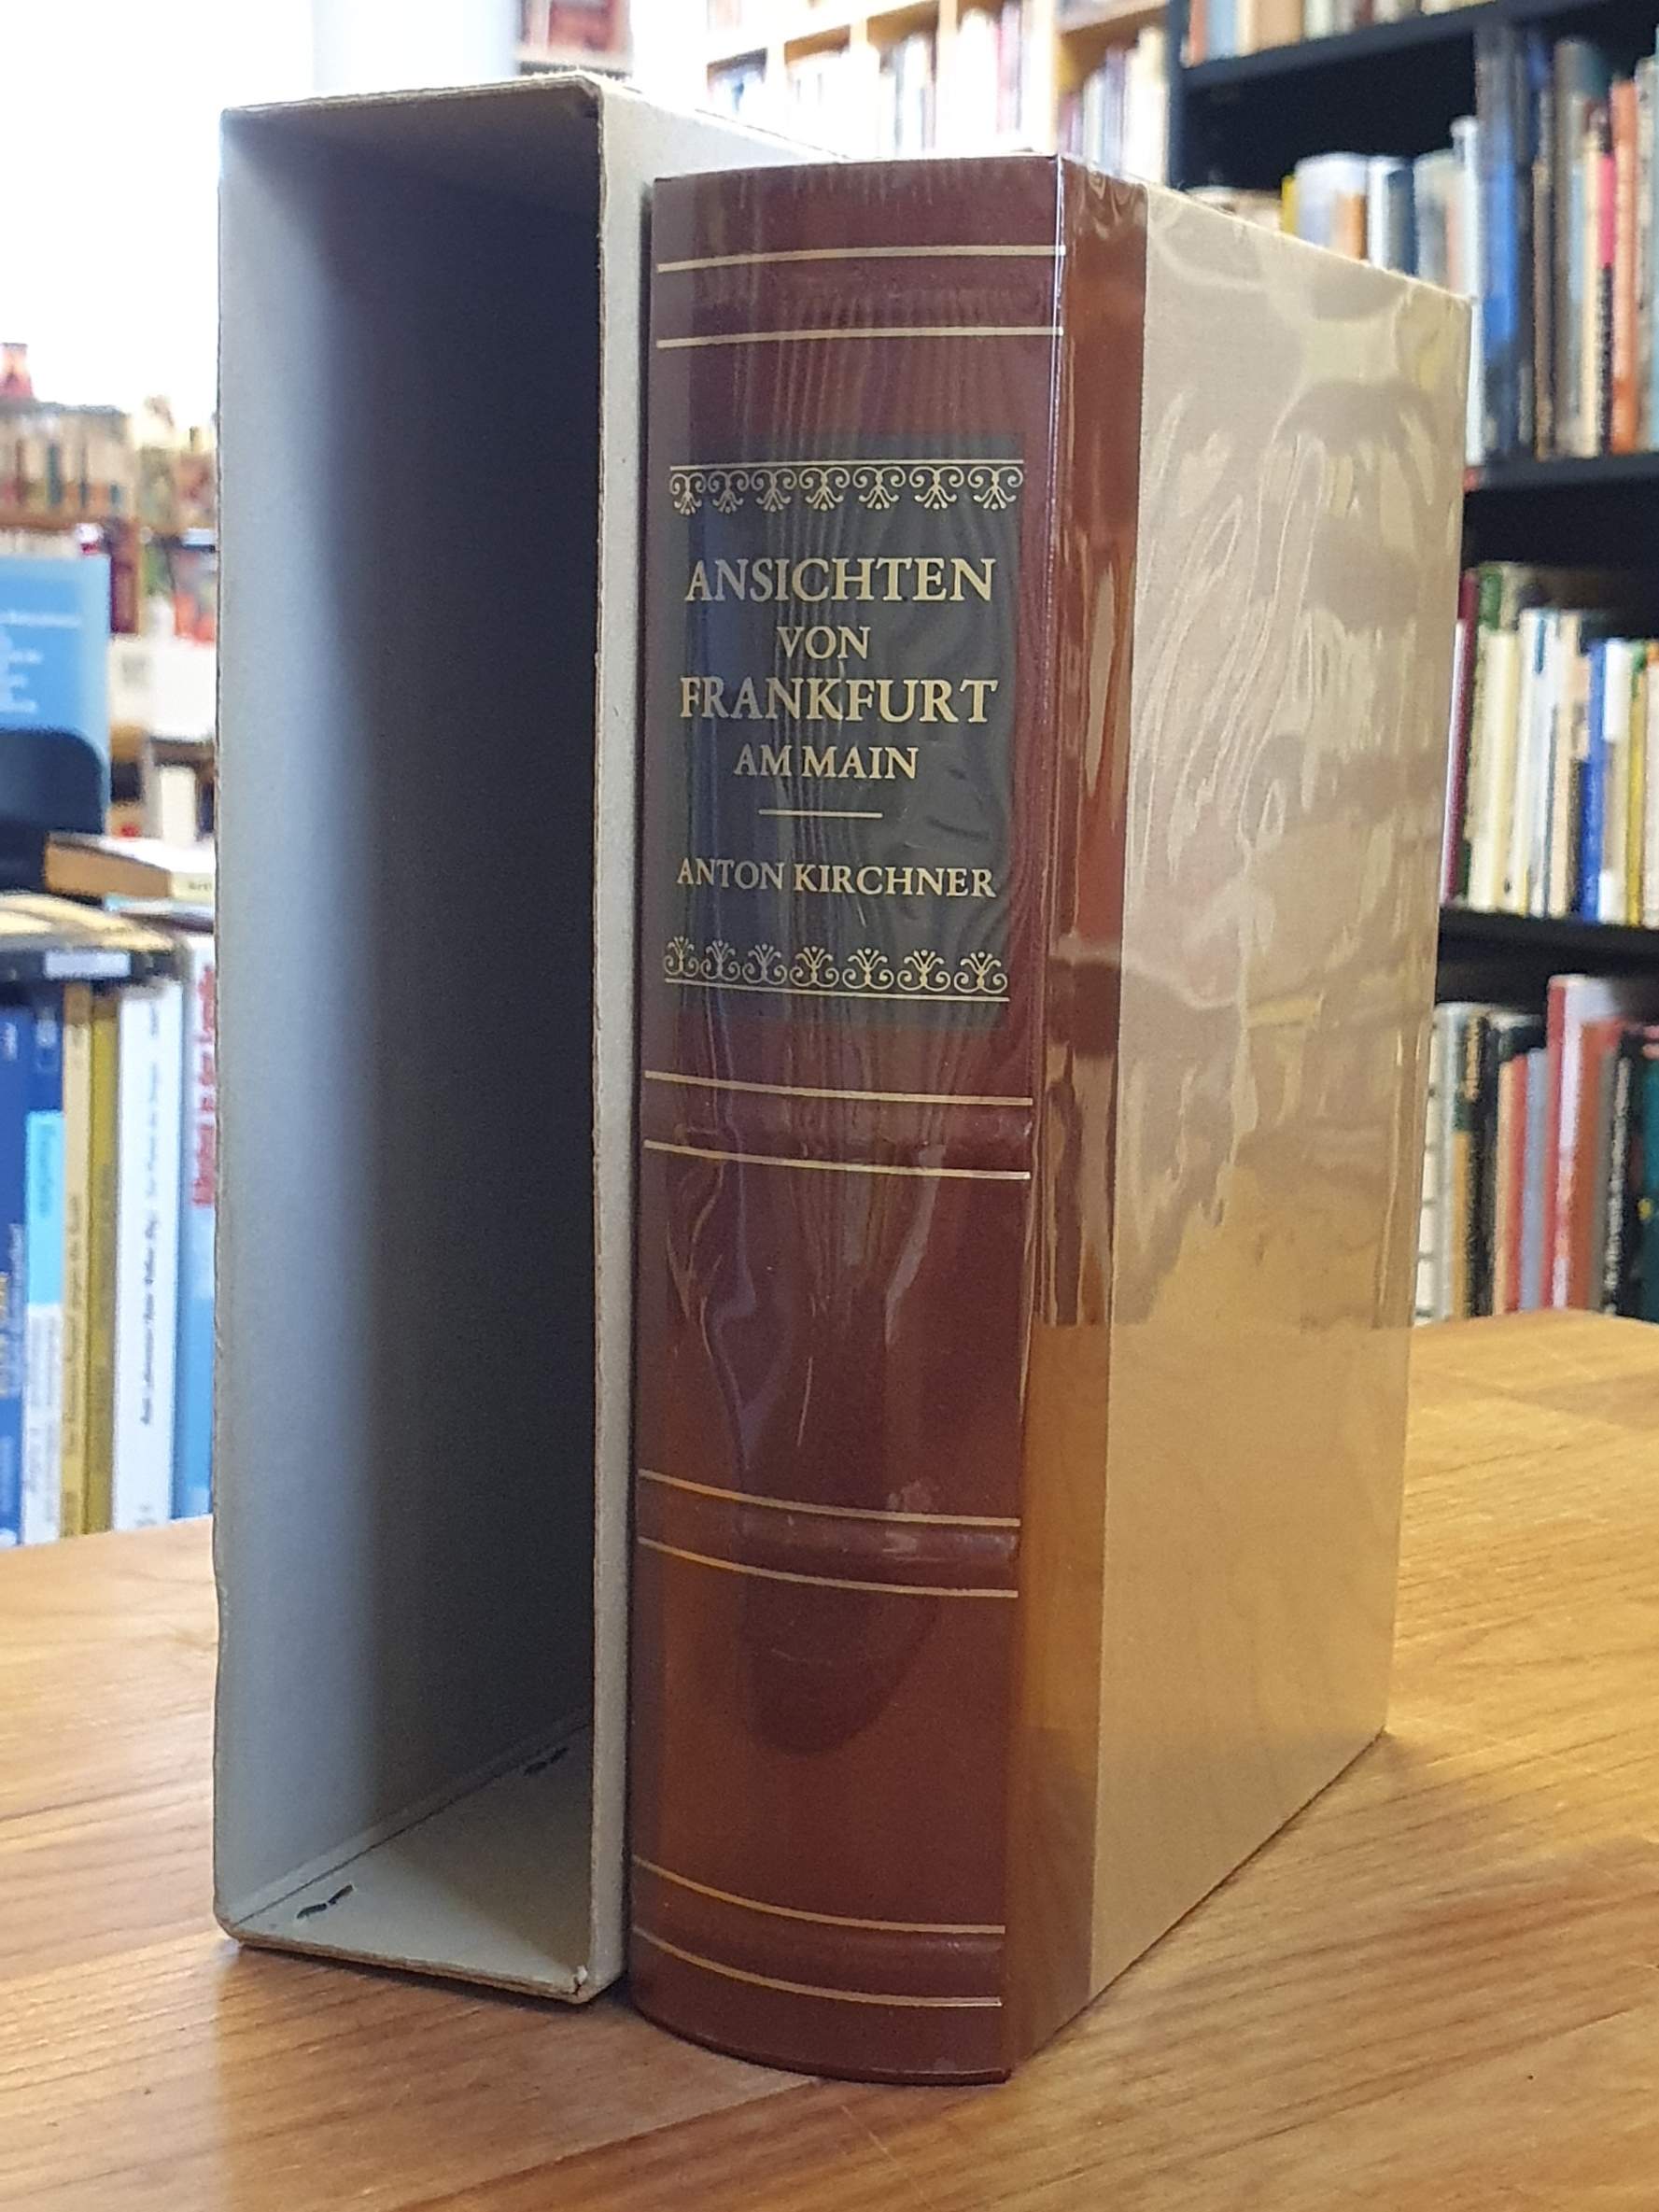 ANSICHTEN
VON
FRANKFURT
AM MAIN
ANTON KIRCHNER